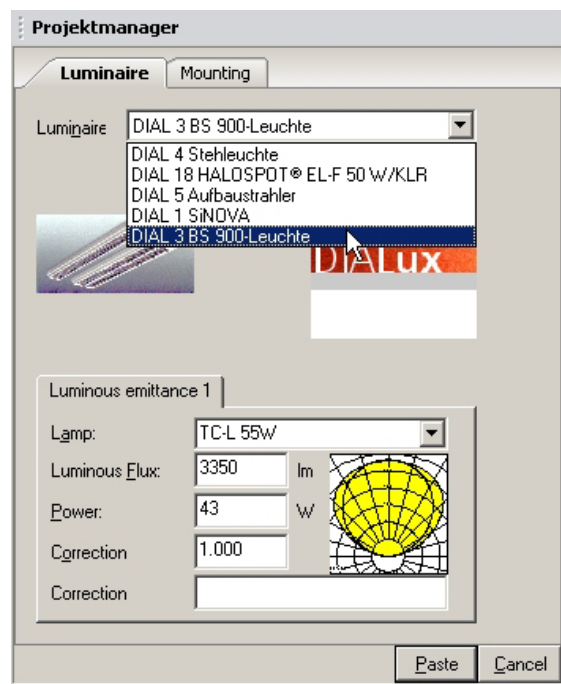 Projektmanager
Luminaire Mounting
Luminaire DIAL 3 BS 900-Leuchte
DIAL 4 Stehleuchte
DIAL 18 HALOSPOT® EL-F 50 W/KLR
DIAL 5 Aufbaustrahler
DIAL 1 SiNOVA
DIAL 3 BS 900-Leuchte
DIALux
Luminous emittance 1
Lamp: TC-L 55W
Luminous Flux: 3350 lm
Power: 43 W
Correction 1.000
Correction
Paste Cancel